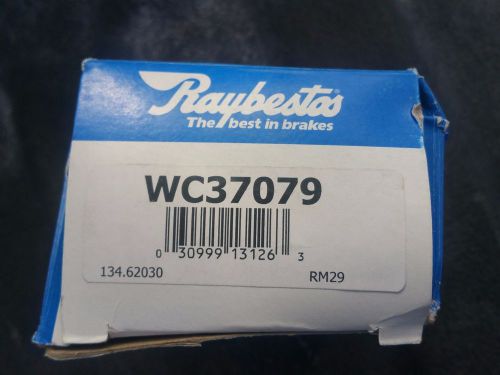 Raybestos
The best in brakes
WC37079
0 30999 13126 3
134.62030 RM29